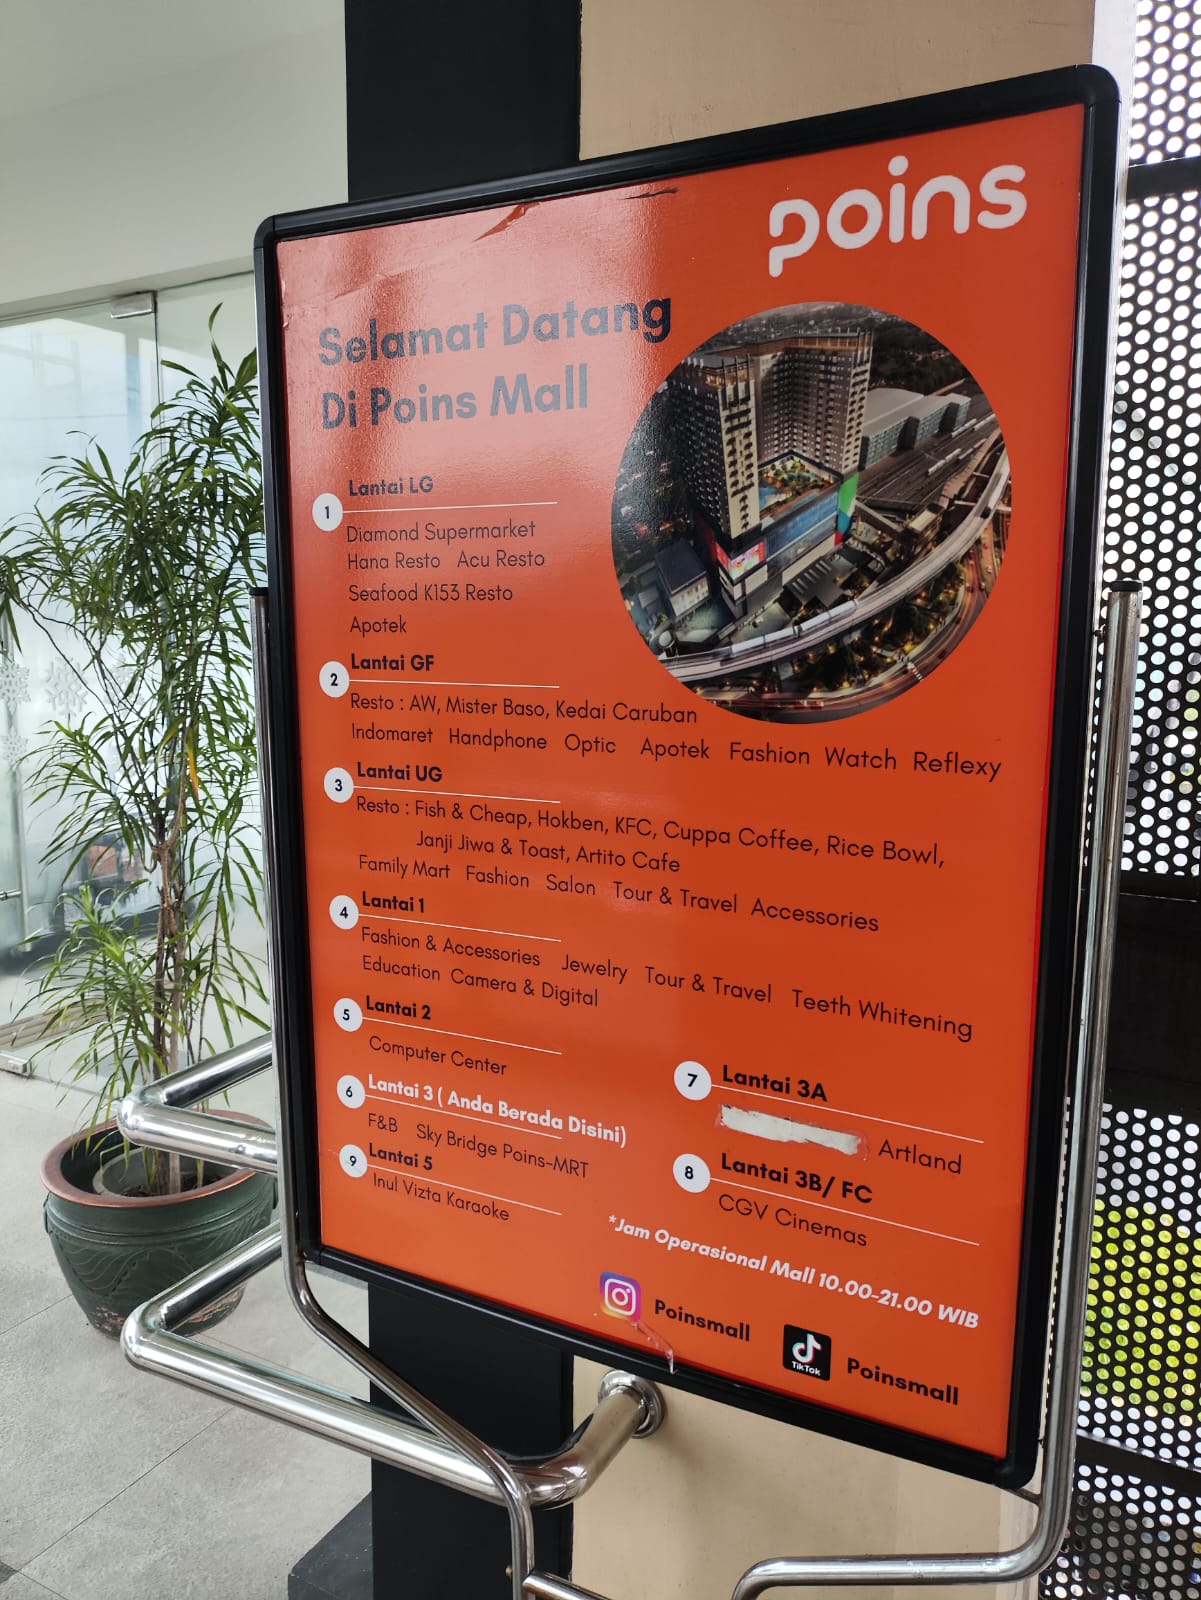 poins
Selamat Datang
Di Poins Mall
1
Lantai LG
Diamond Supermarket
Hana Resto Acu Resto
Seafood K153 Resto
Apotek
2
Lantai GF
Resto : AW, Mister Baso, Kedai Caruban
Indomaret Handphone Optic Apotek Fashion Watch Reflexy
3
Lantai UG
Resto : Fish & Cheap, Hokben, KFC, Cuppa Coffee, Rice Bowl,
Janji Jiwa & Toast, Artito Cafe
Family Mart Fashion Salon Tour & Travel Accessories
4
Lantai 1
Fashion & Accessories Jewelry Tour & Travel Teeth Whitening
Education Camera & Digital
5
Lantai 2
Computer Center
6
Lantai 3 ( Anda Berada Disini)
F&B Sky Bridge Poins-MRT
9
Lantai 5
Inul Vizta Karaoke
7
Lantai 3A
Artland
8
Lantai 3B/ FC
CGV Cinemas
*Jam Operasional Mall 10.00-21.00 WIB
Poinsmall
TikTok
Poinsmall